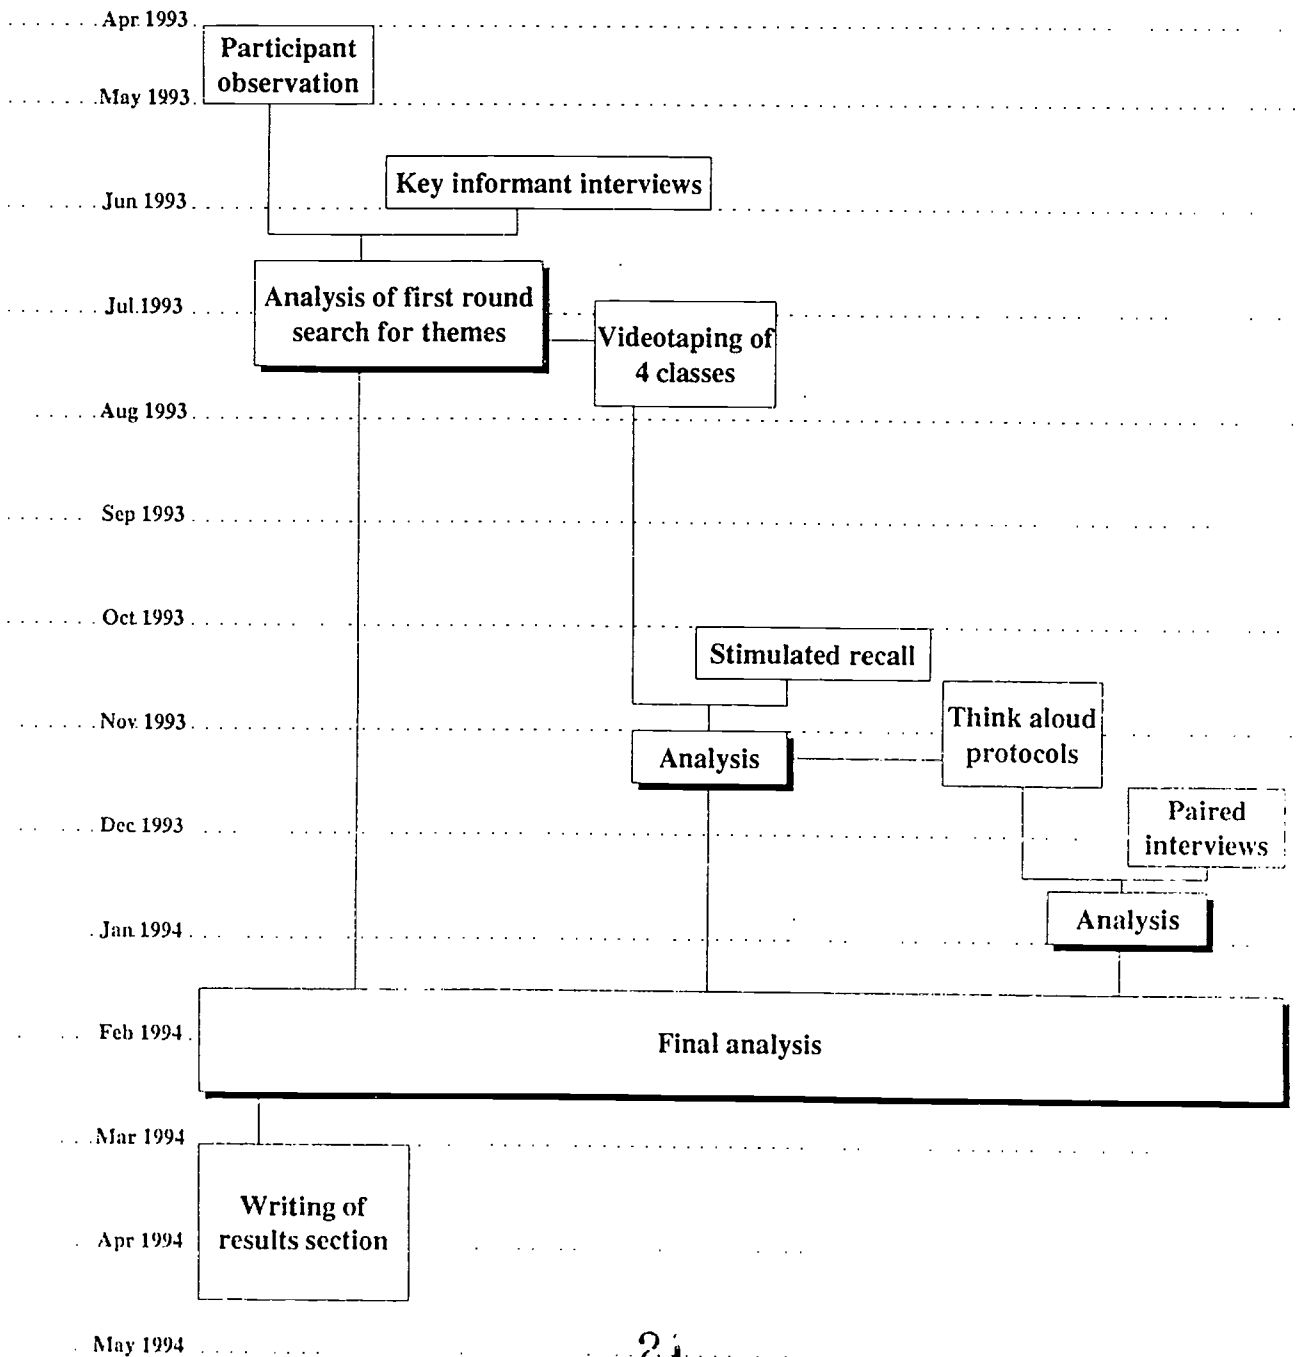 Apr 1993
Participant
observation
May 1993
Key informant interviews
Jun 1993
Analysis of first round
search for themes
Jul 1993
Videotaping of
4 classes
Aug 1993
Sep 1993
Oct 1993
Stimulated recall
Think aloud
protocols
Nov 1993
Analysis
Paired
interviews
Dec 1993
Analysis
Jan 1994
Feb 1994
Final analysis
Mar 1994
Writing of
results section
Apr 1994
May 1994